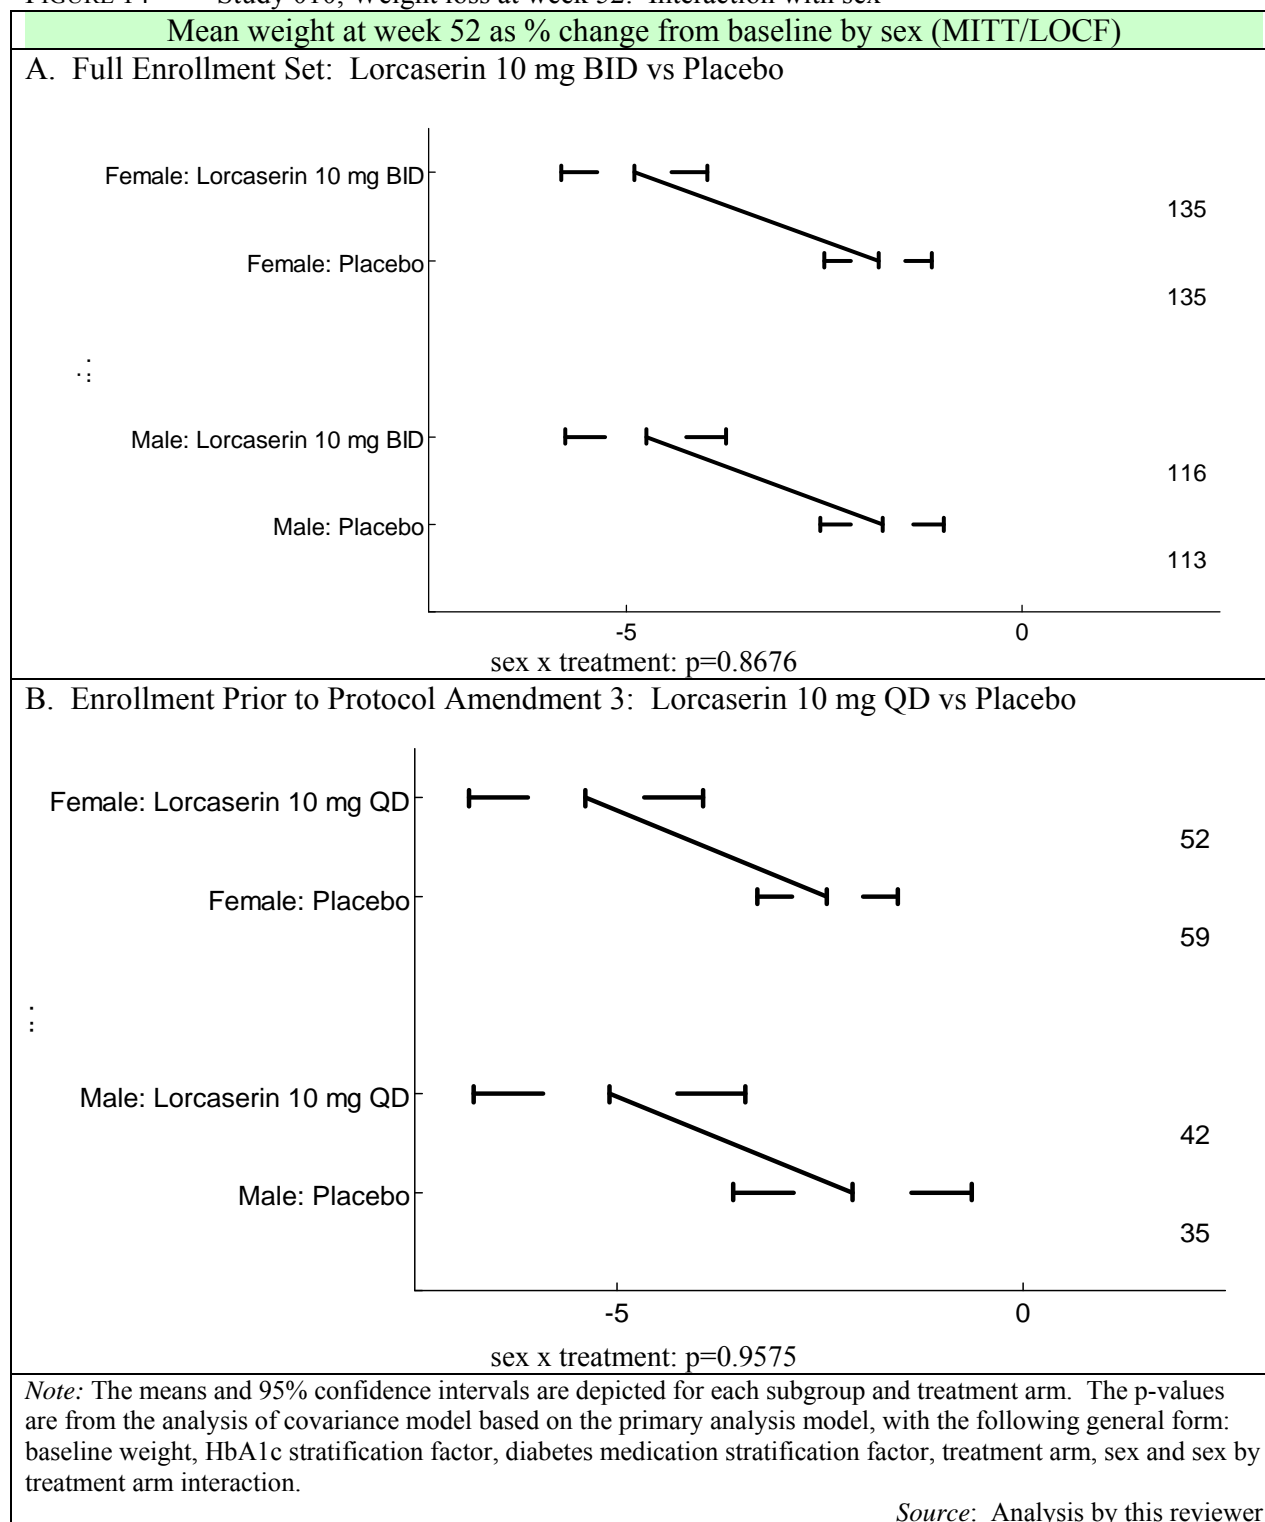 Mean weight at week 52 as % change from baseline by sex (MITT/LOCF)
A. Full Enrollment Set: Lorcaserin 10 mg BID vs Placebo
Female: Lorcaserin 10 mg BID
135
Female: Placebo
135
Male: Lorcaserin 10 mg BID
116
Male: Placebo
113
-5 0
sex x treatment: p=0.8676
B. Enrollment Prior to Protocol Amendment 3: Lorcaserin 10 mg QD vs Placebo
Female: Lorcaserin 10 mg QD
52
Female: Placebo
59
Male: Lorcaserin 10 mg QD
42
Male: Placebo
35
-5 0
sex x treatment: p=0.9575
Note: The means and 95% confidence intervals are depicted for each subgroup and treatment arm. The p-values
are from the analysis of covariance model based on the primary analysis model, with the following general form:
baseline weight, HbA1c stratification factor, diabetes medication stratification factor, treatment arm, sex and sex by
treatment arm interaction.
Source: Analysis by this reviewer